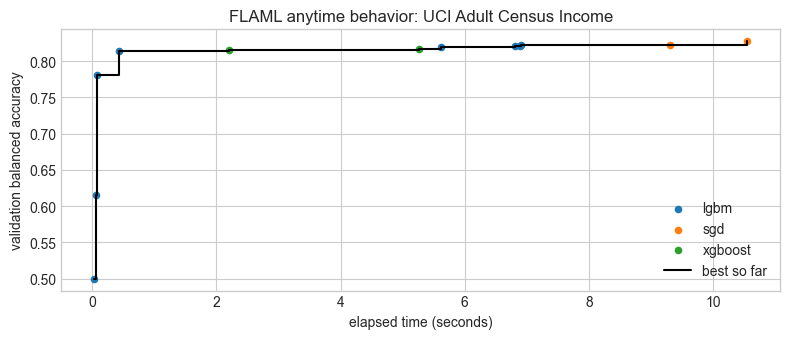 FLAML anytime behavior: UCI Adult Census Income
validation balanced accuracy
0.80
0.75
0.70
0.65
0.60
0.55
0.50
lgbm
sgd
xgboost
best so far
0 2 4 6 8 10
elapsed time (seconds)